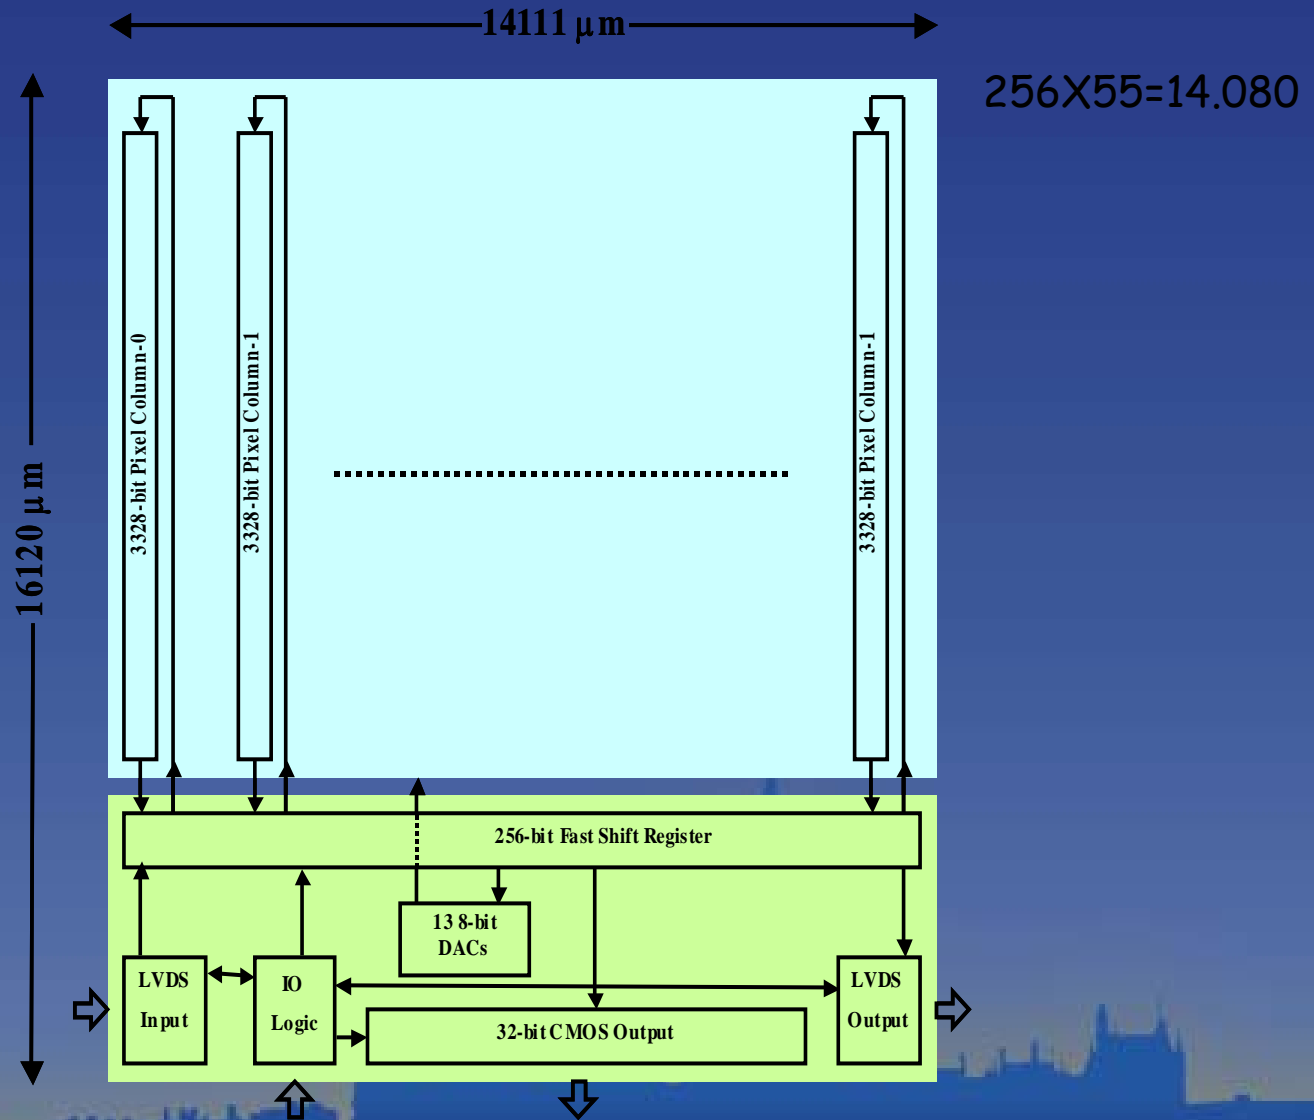 14111 μm
256X55=14.080
16120 μm
3328-bit Pixel Column-0
3328-bit Pixel Column-1
3328-bit Pixel Column-1
256-bit Fast Shift Register
13 8-bit
DACs
LVDS
Input
IO
Logic
32-bit CMOS Output
LVDS
Output